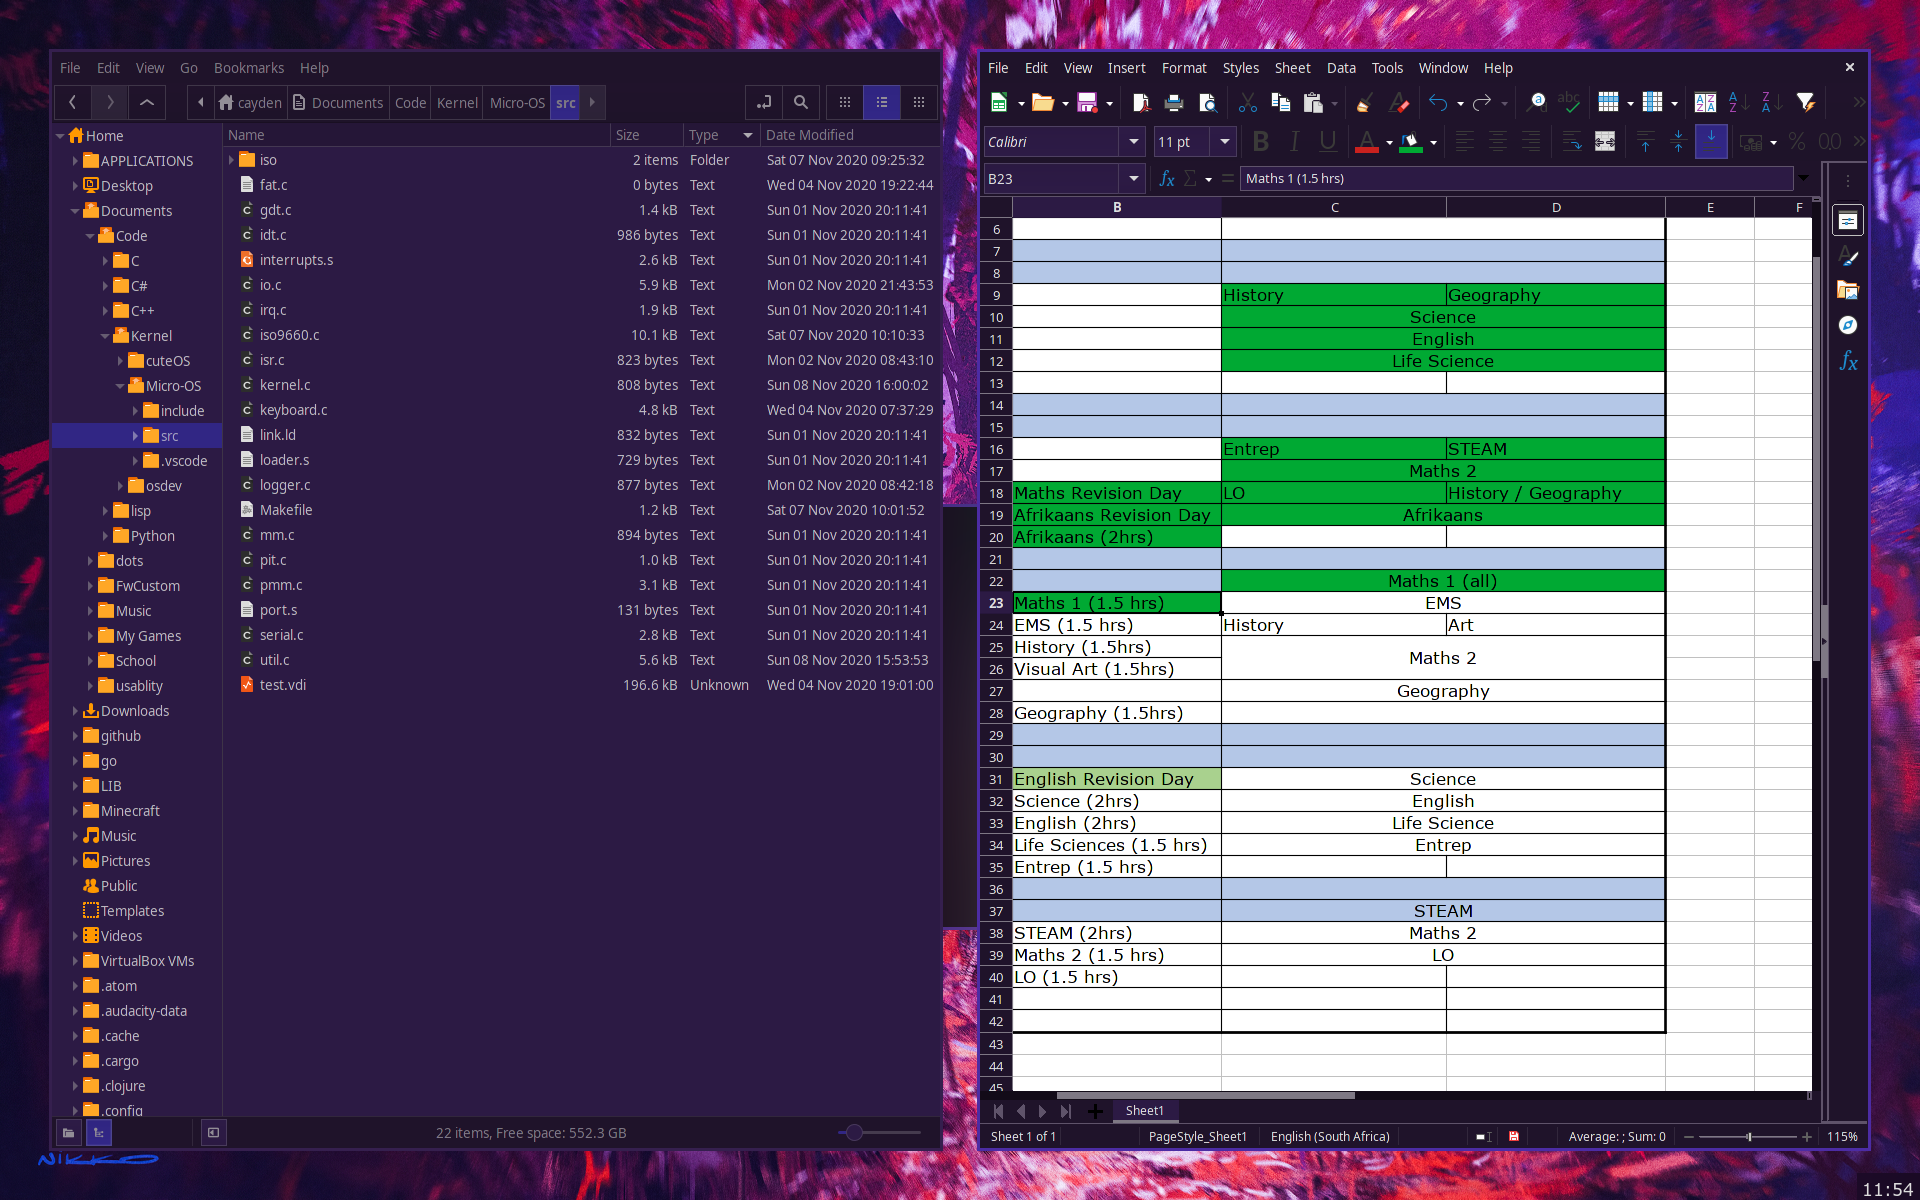 File Edit View Go Bookmarks Help
cayden Documents Code Kernel Micro-OS src
Home
APPLICATIONS
Desktop
Documents
Code
C
C#
C++
Kernel
cuteOS
Micro-OS
include
src
.vscode
osdev
lisp
Python
dots
FwCustom
Music
My Games
School
usablity
Downloads
github
go
LIB
Minecraft
Music
Pictures
Public
Templates
Videos
VirtualBox VMs
.atom
.audacity-data
.cache
.cargo
.clojure
.config
Name Size Type Date Modified
iso 2 items Folder Sat 07 Nov 2020 09:25:32
fat.c 0 bytes Text Wed 04 Nov 2020 19:22:44
gdt.c 1.4 kB Text Sun 01 Nov 2020 20:11:41
idt.c 986 bytes Text Sun 01 Nov 2020 20:11:41
interrupts.s 2.6 kB Text Sun 01 Nov 2020 20:11:41
io.c 5.9 kB Text Mon 02 Nov 2020 21:43:53
irq.c 1.9 kB Text Sun 01 Nov 2020 20:11:41
iso9660.c 10.1 kB Text Sat 07 Nov 2020 10:10:33
isr.c 823 bytes Text Mon 02 Nov 2020 08:43:10
kernel.c 808 bytes Text Sun 08 Nov 2020 16:00:02
keyboard.c 4.8 kB Text Wed 04 Nov 2020 07:37:29
link.ld 832 bytes Text Sun 01 Nov 2020 20:11:41
loader.s 729 bytes Text Sun 01 Nov 2020 20:11:41
logger.c 877 bytes Text Mon 02 Nov 2020 08:42:18
Makefile 1.2 kB Text Sat 07 Nov 2020 10:01:52
mm.c 894 bytes Text Sun 01 Nov 2020 20:11:41
pit.c 1.0 kB Text Sun 01 Nov 2020 20:11:41
pmm.c 3.1 kB Text Sun 01 Nov 2020 20:11:41
port.s 131 bytes Text Sun 01 Nov 2020 20:11:41
serial.c 2.8 kB Text Sun 01 Nov 2020 20:11:41
util.c 5.6 kB Text Sun 08 Nov 2020 15:53:53
test.vdi 196.6 kB Unknown Wed 04 Nov 2020 19:01:00
22 items, Free space: 552.3 GB
NIKKO
File Edit View Insert Format Styles Sheet Data Tools Window Help
Calibri 11 pt B I U A % 00
B23 fx Σ = Maths 1 (1.5 hrs)
B C D E F
6
7
8
9 History Geography
10 Science
11 English
12 Life Science
13
14
15
16 Entrep STEAM
17 Maths 2
18 Maths Revision Day LO History / Geography
19 Afrikaans Revision Day Afrikaans
20 Afrikaans (2hrs)
21
22 Maths 1 (all)
23 Maths 1 (1.5 hrs) EMS
24 EMS (1.5 hrs) History Art
25 History (1.5hrs)
Maths 2
26 Visual Art (1.5hrs)
27 Geography
28 Geography (1.5hrs)
29
30
31 English Revision Day Science
32 Science (2hrs) English
33 English (2hrs) Life Science
34 Life Sciences (1.5 hrs) Entrep
35 Entrep (1.5 hrs)
36
37 STEAM
38 STEAM (2hrs) Maths 2
39 Maths 2 (1.5 hrs) LO
40 LO (1.5 hrs)
41
42
43
44
45
Sheet1
Sheet 1 of 1 PageStyle_Sheet1 English (South Africa) Average: ; Sum: 0 115%
11:54